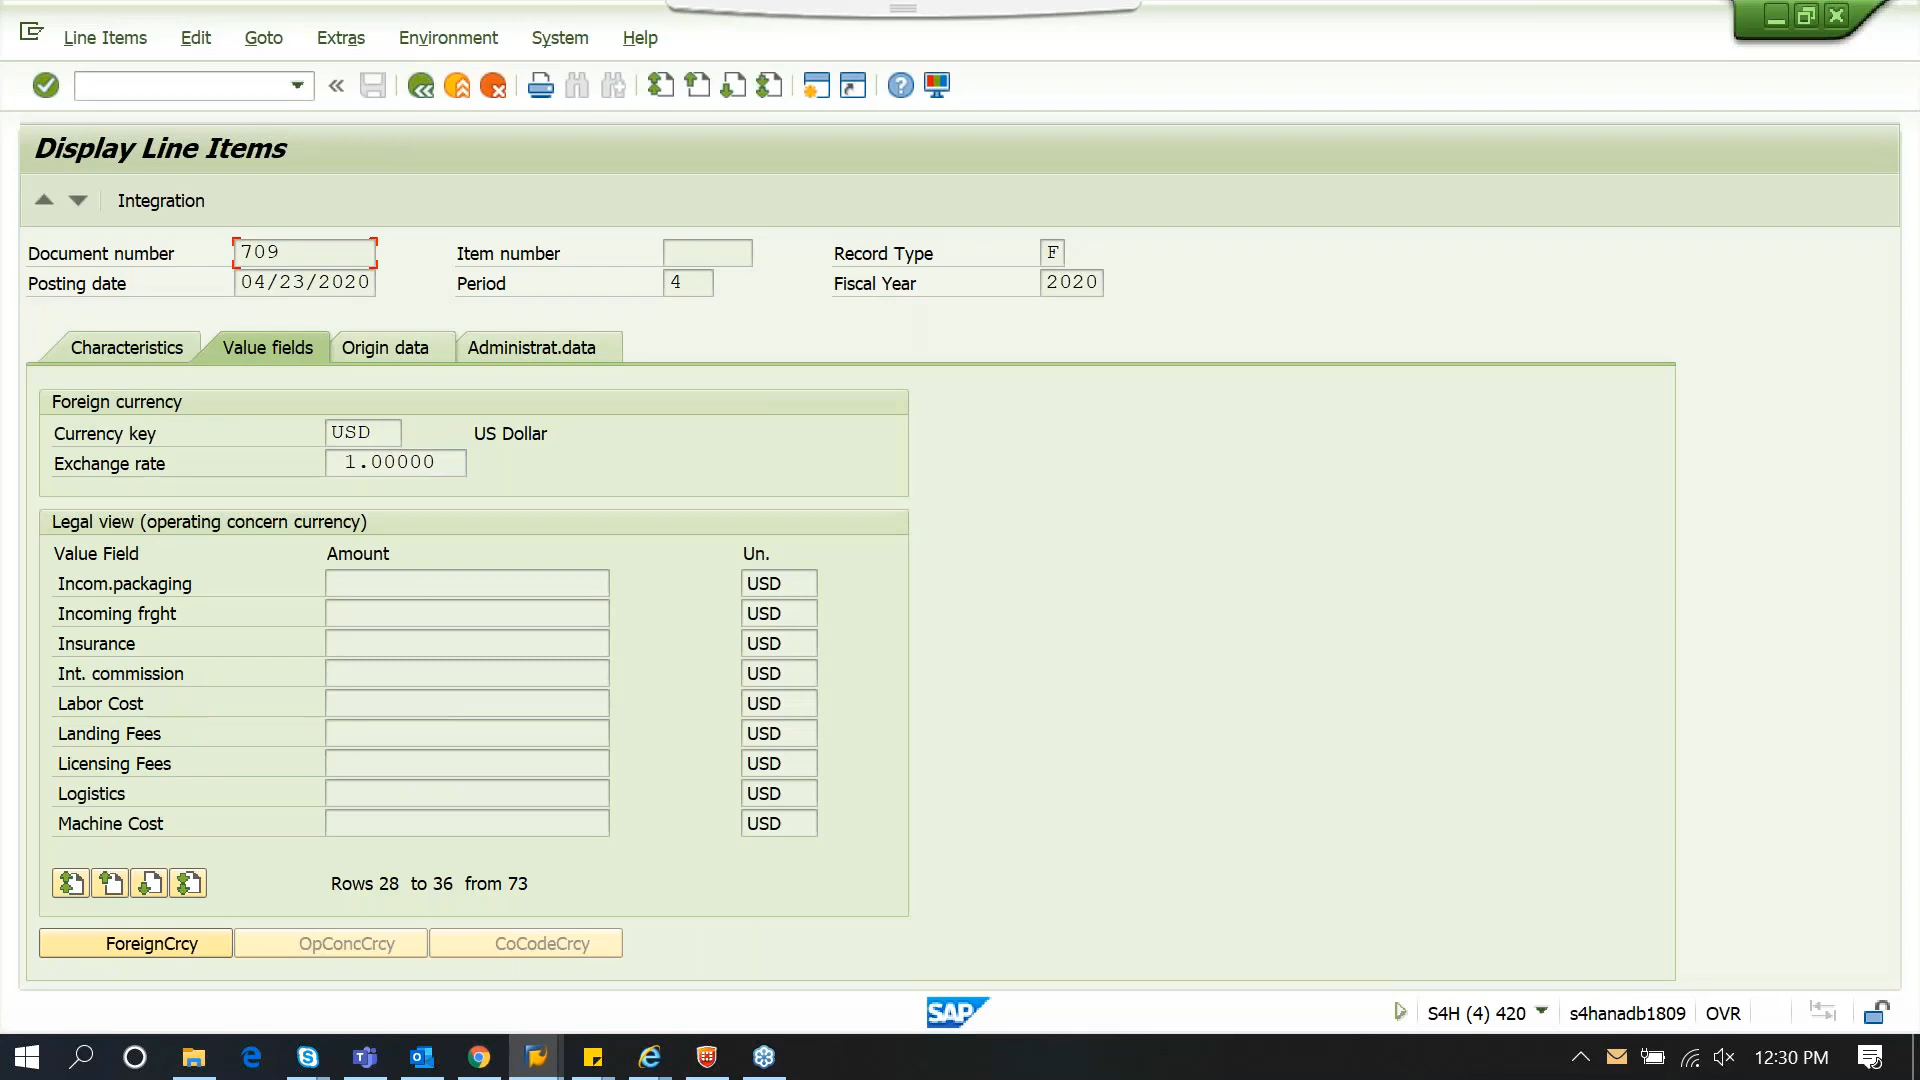 Line Items Edit Goto Extras Environment System Help
Display Line Items
Integration
Document number 709 Item number Record Type F
Posting date 04/23/2020 Period 4 Fiscal Year 2020
Characteristics Value fields Origin data Administrat.data
Foreign currency
Currency key USD US Dollar
Exchange rate 1.00000
Legal view (operating concern currency)
Value Field Amount Un.
Incom.packaging USD
Incoming frght USD
Insurance USD
Int. commission USD
Labor Cost USD
Landing Fees USD
Licensing Fees USD
Logistics USD
Machine Cost USD
Rows 28 to 36 from 73
ForeignCrcy OpConcCrcy CoCodeCrcy
SAP S4H (4) 420 s4hanadb1809 OVR
12:30 PM